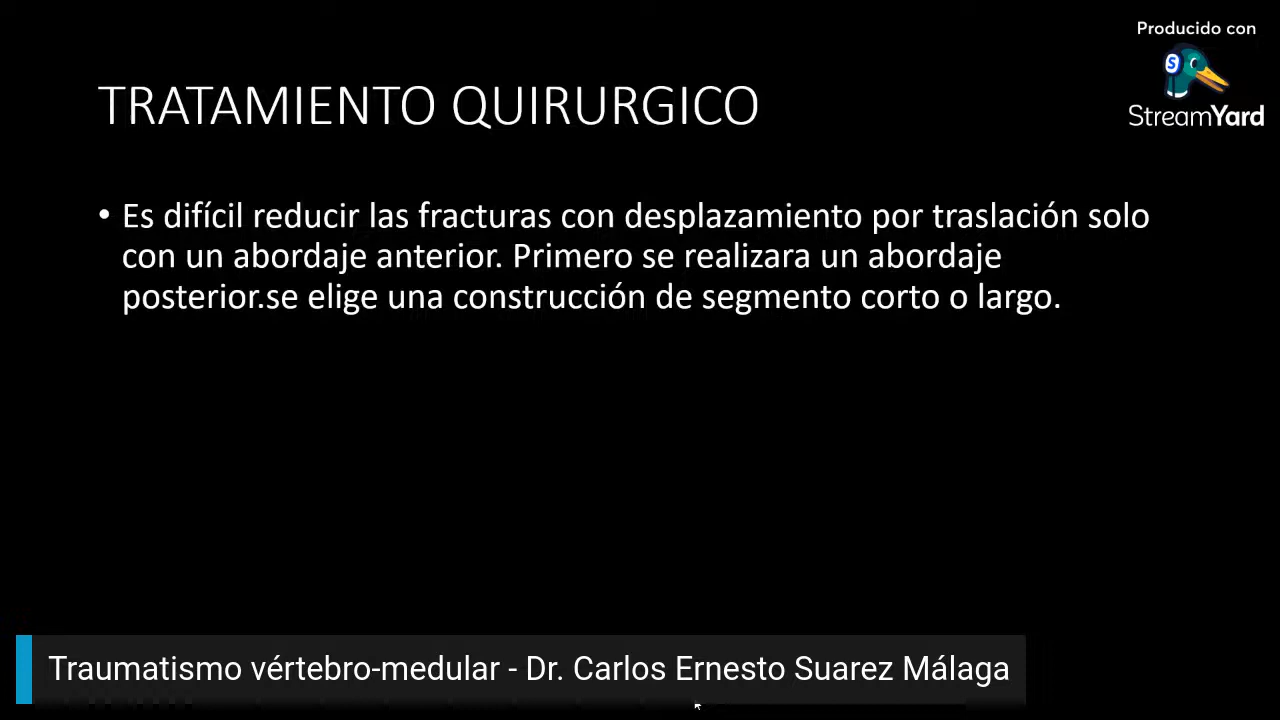 Producido con
StreamYard
TRATAMIENTO QUIRURGICO
• Es difícil reducir las fracturas con desplazamiento por traslación solo
con un abordaje anterior. Primero se realizara un abordaje
posterior.se elige una construcción de segmento corto o largo.
Traumatismo vértebro-medular - Dr. Carlos Ernesto Suarez Málaga